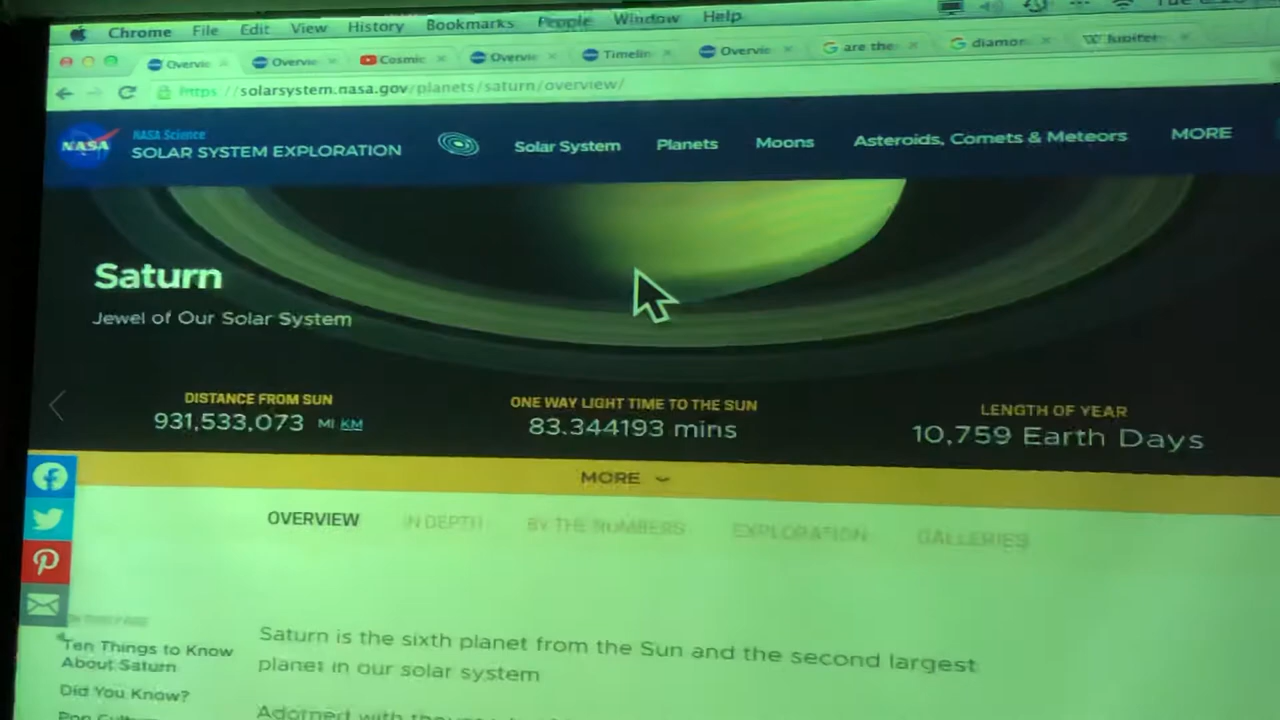 Chrome File Edit View History Bookmarks People Window Help
Overvie Overvie Cosmic Overvie Timelin Overvie are the diamor Jupiter
https://solarsystem.nasa.gov/planets/saturn/overview/
NASA
NASA Science
SOLAR SYSTEM EXPLORATION
Solar System Planets Moons Asteroids, Comets & Meteors MORE
Saturn
Jewel of Our Solar System
DISTANCE FROM SUN
931,533,073 MI KM
ONE WAY LIGHT TIME TO THE SUN
83.344193 mins
LENGTH OF YEAR
10,759 Earth Days
MORE
OVERVIEW IN DEPTH BY THE NUMBERS EXPLORATION GALLERIES
Ten Things to Know
About Saturn
Did You Know?
Saturn is the sixth planet from the Sun and the second largest
planet in our solar system
Adorned with